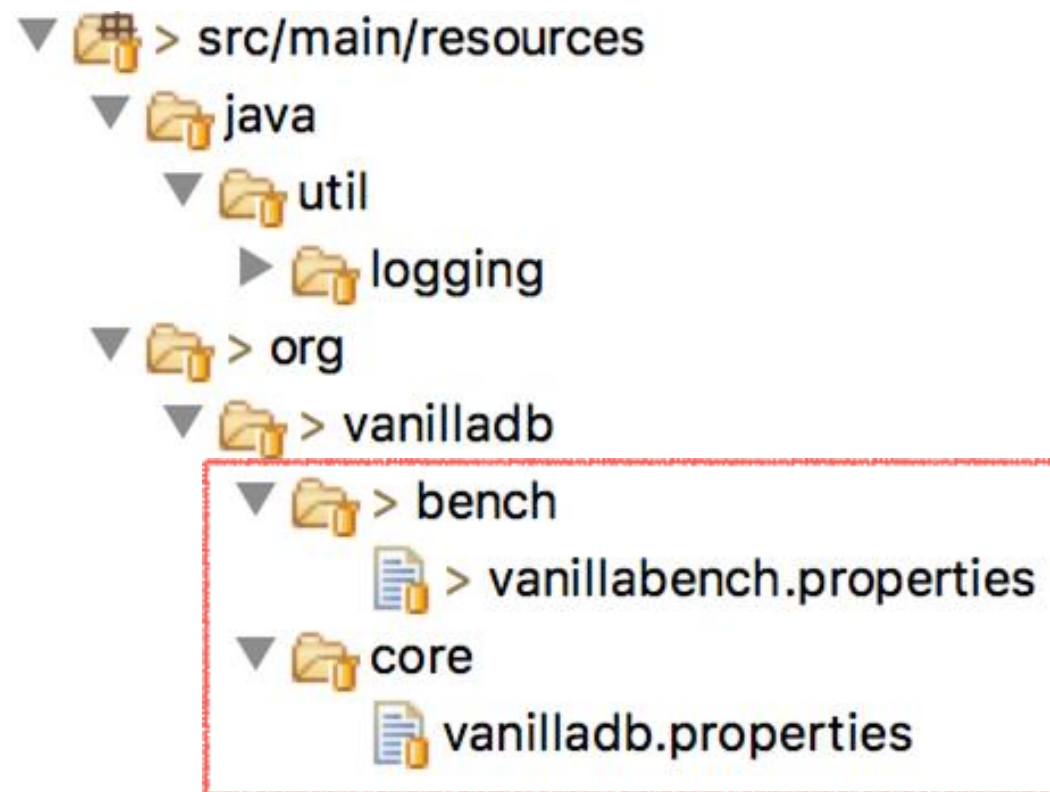 > src/main/resources
java
util
logging
> org
> vanilladb
> bench
> vanillabench.properties
core
vanilladb.properties